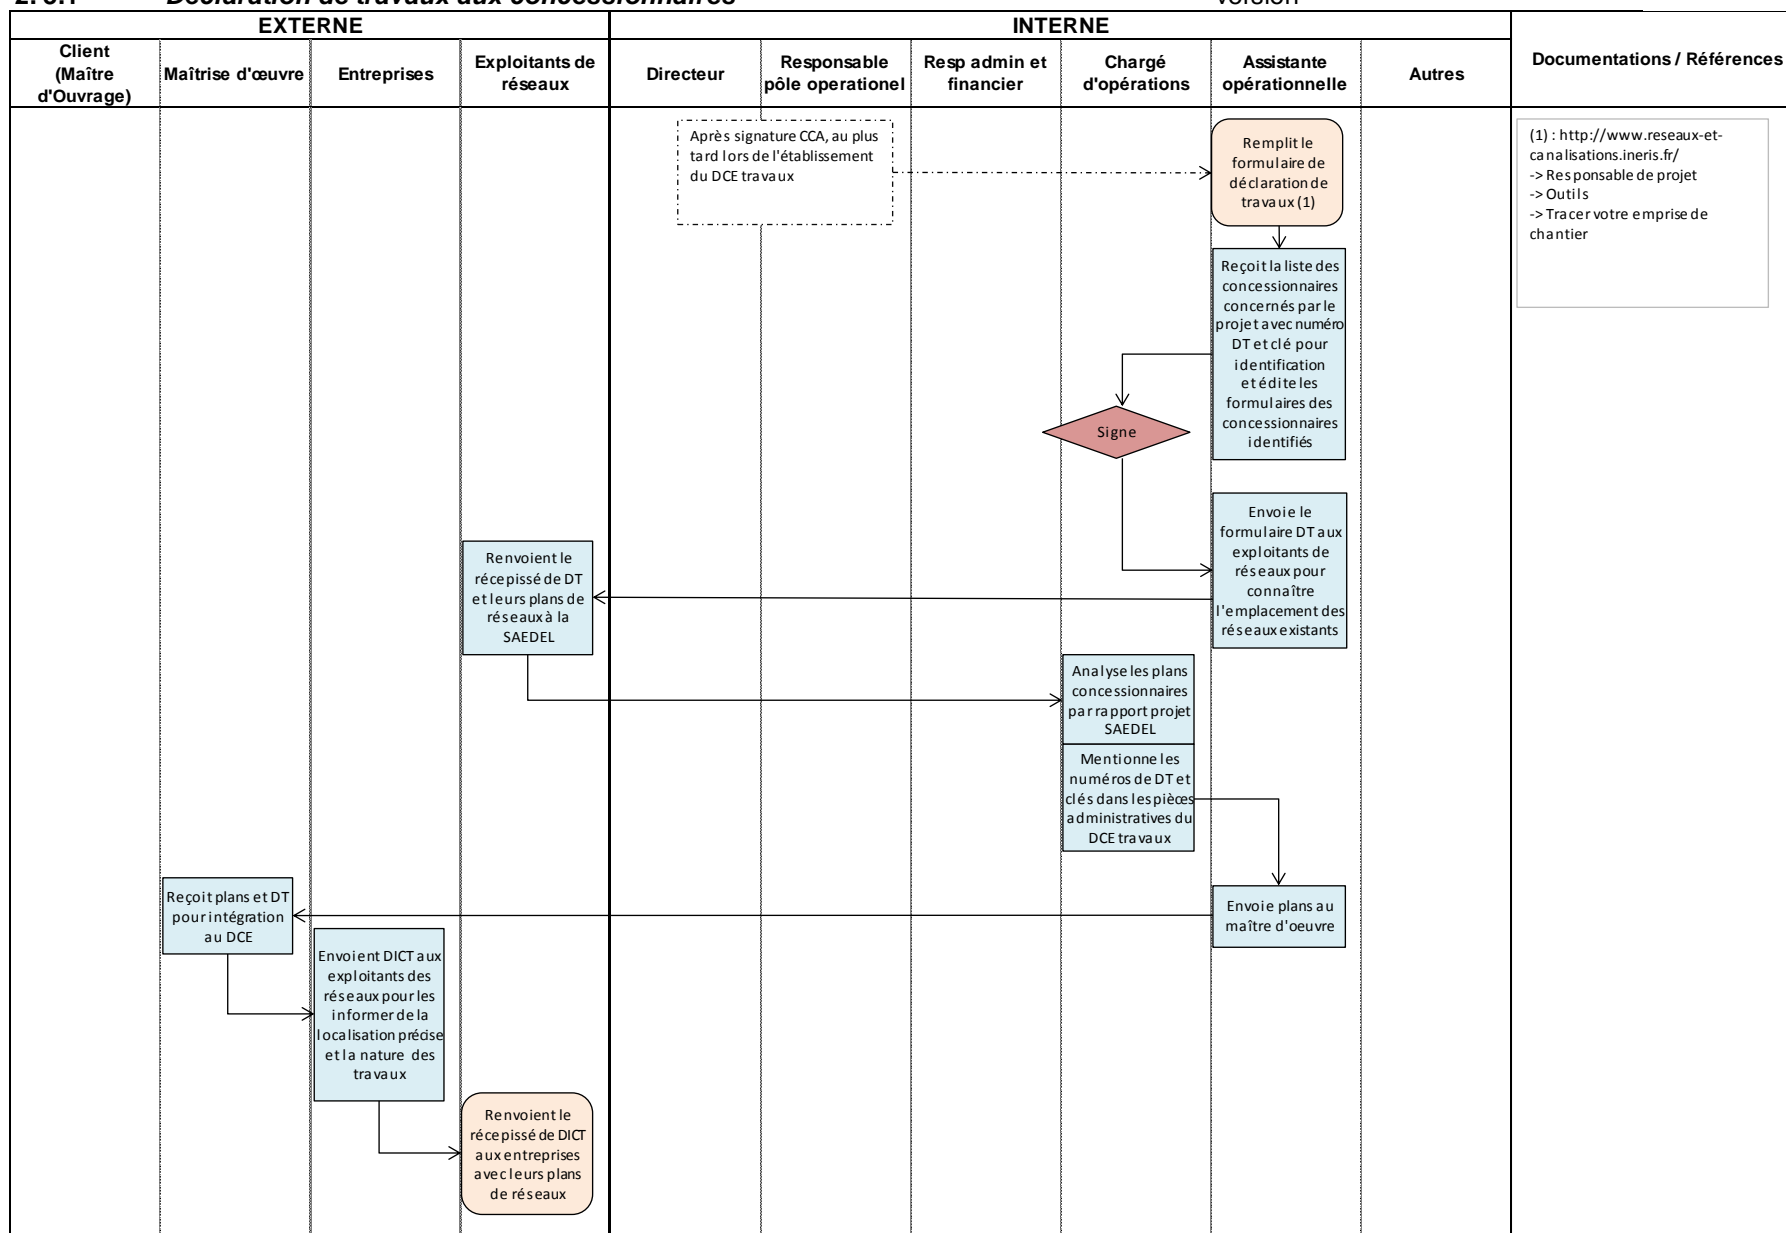 2. 3.1 Déclaration de travaux aux concessionnaires
Version
EXTERNE
INTERNE
Documentations / Références
Client
(Maître
d'Ouvrage)
Maîtrise d'œuvre
Entreprises
Exploitants de
réseaux
Directeur
Responsable
pôle operationel
Resp admin et
financier
Chargé
d'opérations
Assistante
opérationnelle
Autres
Après signature CCA, au plus
tard lors de l'établissement
du DCE travaux
Remplit le
formulaire de
déclaration de
travaux (1)
(1) : http://www.reseaux-et-
canalisations.ineris.fr/
-> Responsable de projet
-> Outils
-> Tracer votre emprise de
chantier
Reçoit la liste des
concessionnaires
concernés par le
projet avec numéro
DT et clé pour
identification
et édite les
formulaires des
concessionnaires
identifiés
Signe
Envoie le
formulaire DT aux
exploitants de
réseaux pour
connaître
l'emplacement des
réseaux existants
Renvoient le
récepissé de DT
et leurs plans de
réseaux à la
SAEDEL
Analyse les plans
concessionnaires
par rapport projet
SAEDEL
Mentionne les
numéros de DT et
clés dans les pièces
administratives du
DCE travaux
Envoie plans au
maître d'oeuvre
Reçoit plans et DT
pour intégration
au DCE
Envoient DICT aux
exploitants des
réseaux pour les
informer de la
localisation précise
et la nature des
travaux
Renvoient le
récepissé de DICT
aux entreprises
avec leurs plans
de réseaux